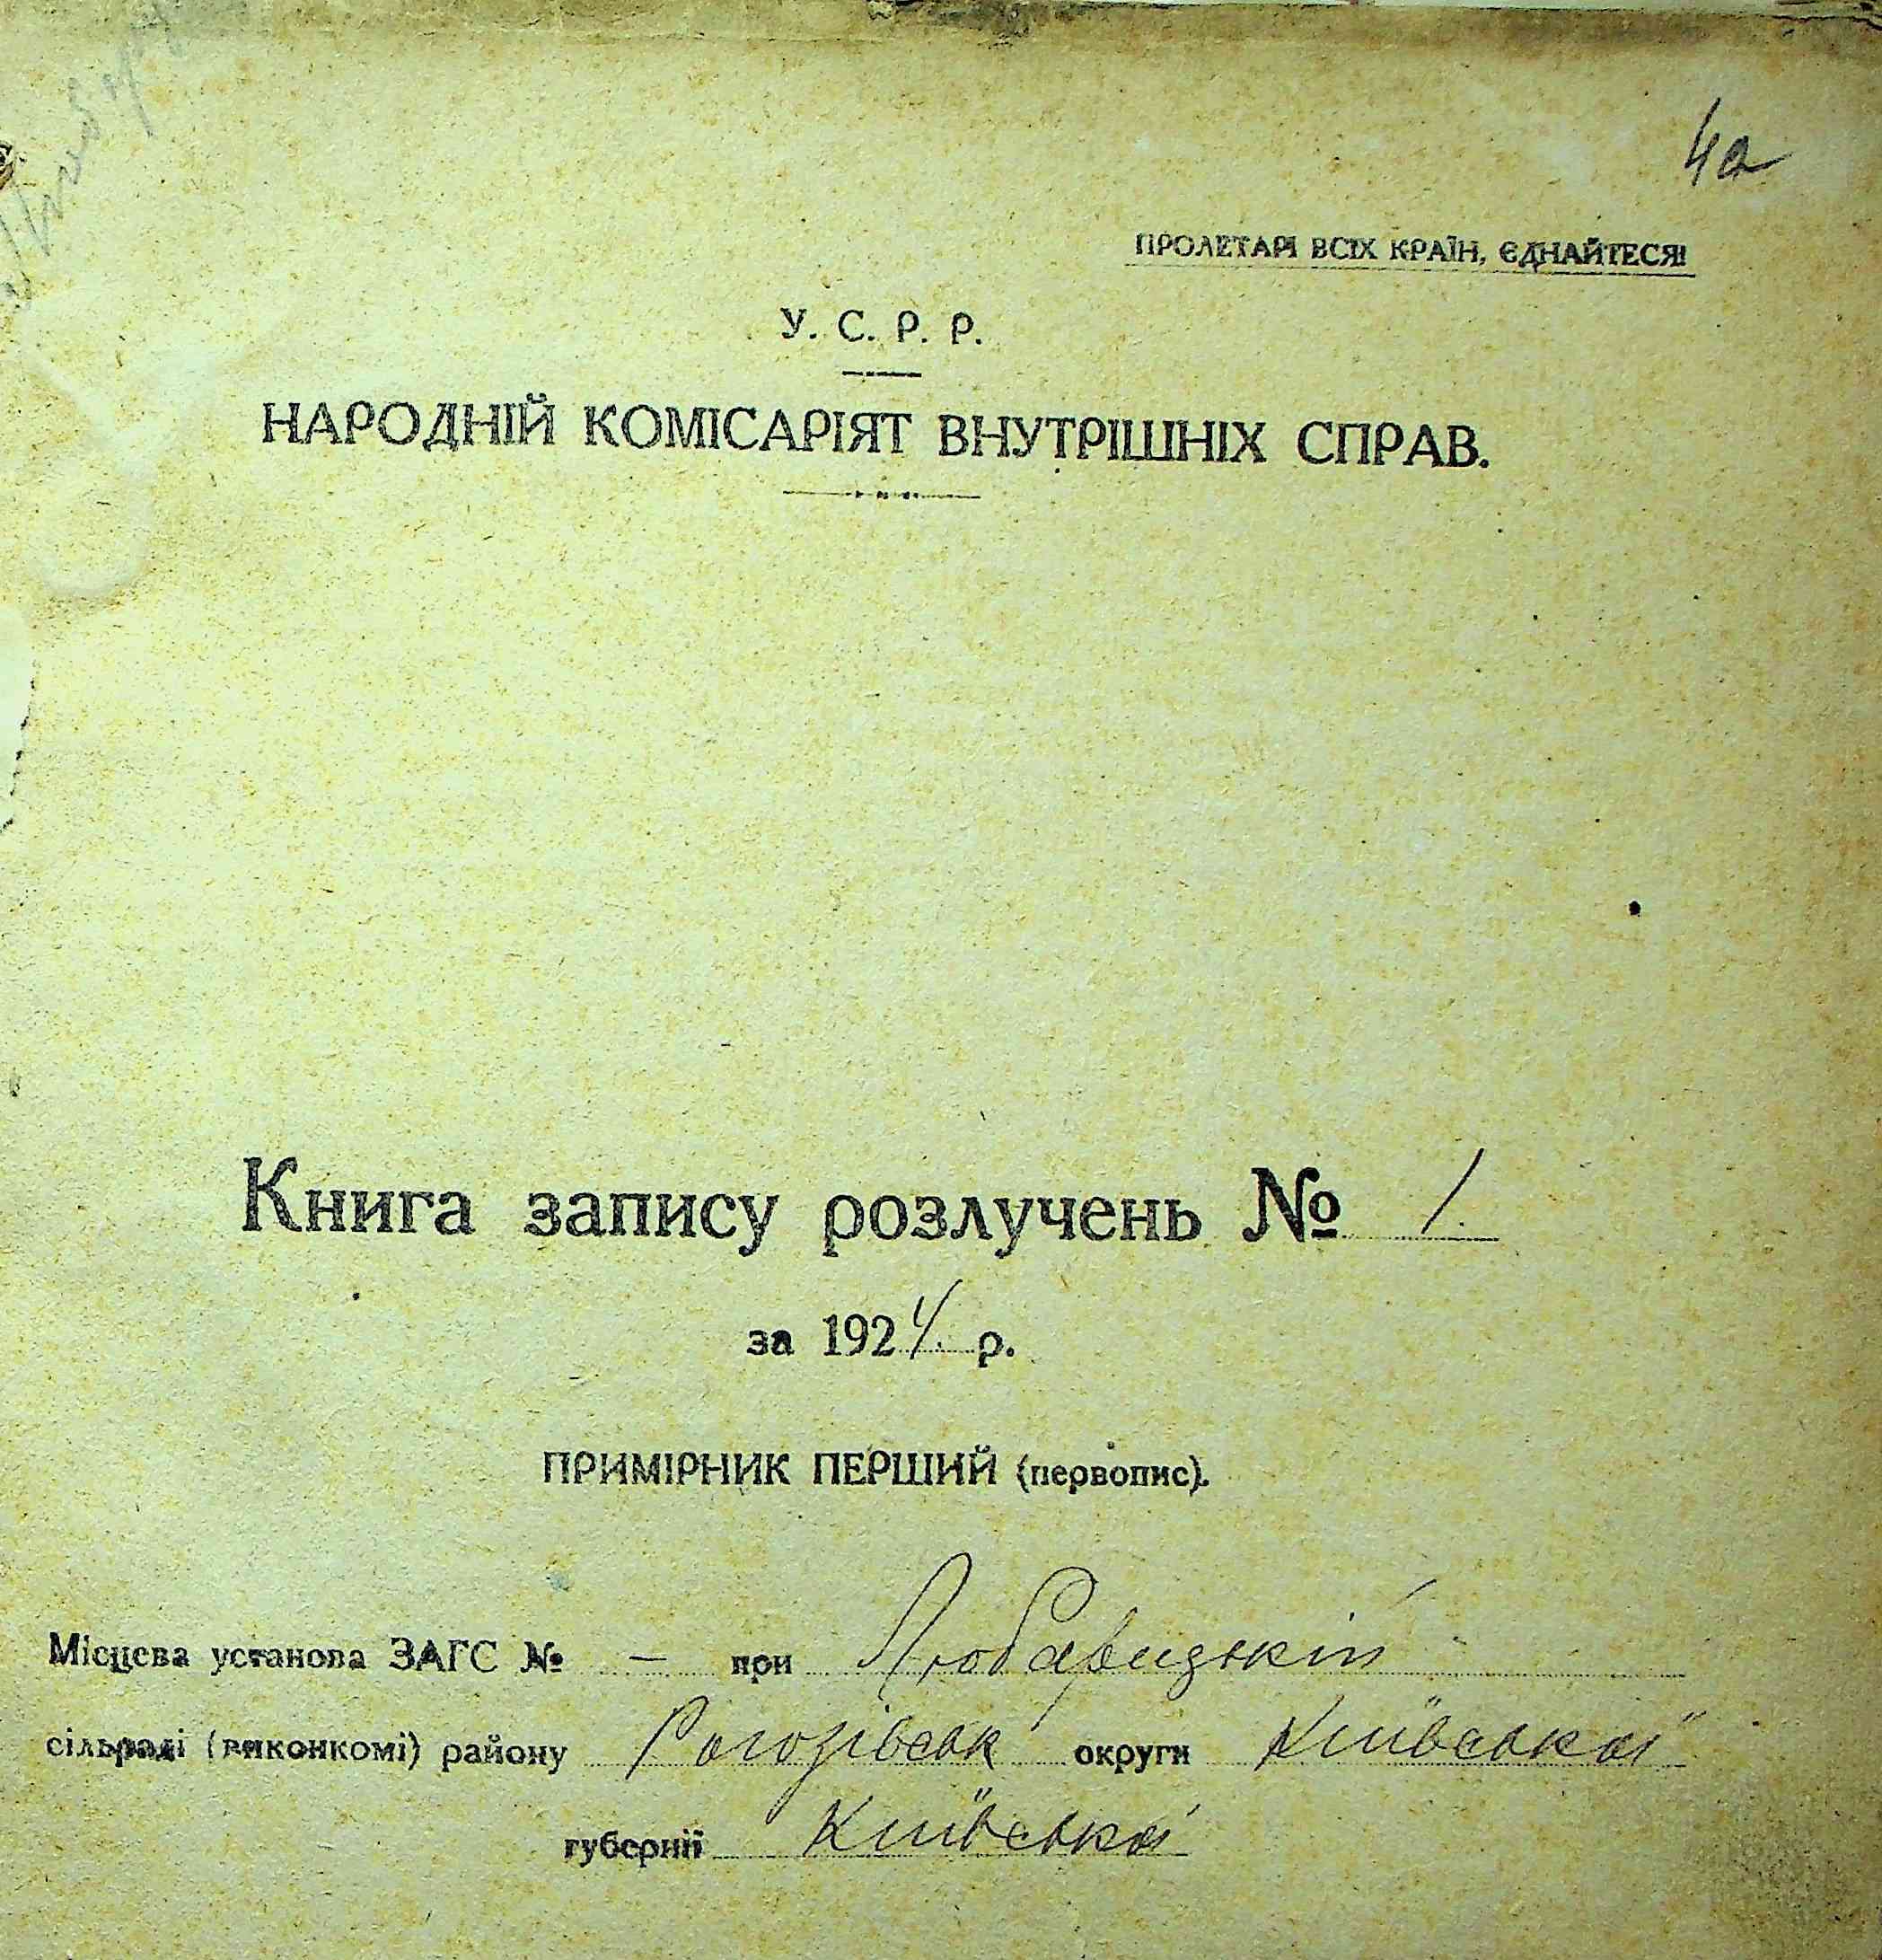 4а
ПРОЛЕТАРІ ВСІХ КРАЇН, ЄДНАЙТЕСЯ!
У. С. Р. Р.
НАРОДНІЙ КОМІСАРІЯТ ВНУТРІШНІХ СПРАВ.
Книга запису розлучень № 1.
за 1924. р.
ПРИМІРНИК ПЕРШИЙ (первопис).
Місцева установа ЗАГС № — при Любарецькій
сільраді (виконкомі) району Рогозівськ округи Київської
губернії Київської